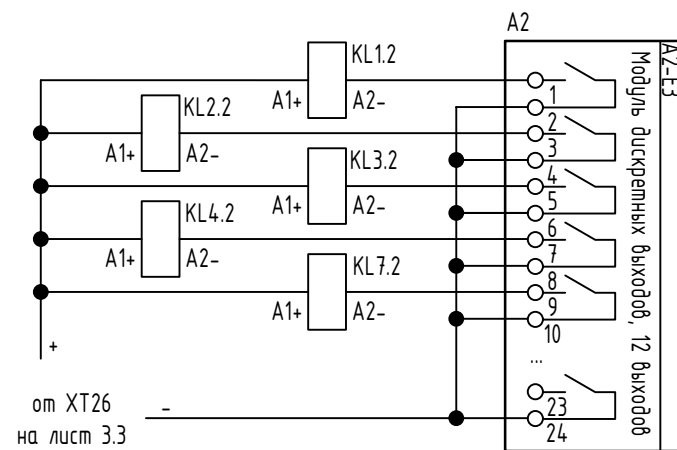 A2
KL1.2
A1+ A2-
1
KL2.2
A1+ A2-
2
3
KL3.2
A1+ A2-
4
5
KL4.2
A1+ A2-
6
7
KL7.2
A1+ A2-
8
9
10
...
23
24
+
от XT26
на лист 3.3
-
Модуль дискретных выходов, 12 выходов
A2-E3